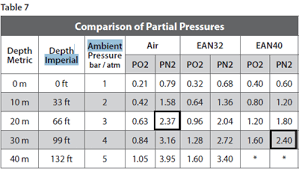 Table 7
Comparison of Partial Pressures
Depth Metric Depth Imperial Ambient Pressure bar / atm Air EAN32 EAN40
PO2 PN2 PO2 PN2 PO2 PN2
0 m 0 ft 1 0.21 0.79 0.32 0.68 0.40 0.60
10 m 33 ft 2 0.42 1.58 0.64 1.36 0.80 1.20
20 m 66 ft 3 0.63 2.37 0.96 2.04 1.20 1.80
30 m 99 ft 4 0.84 3.16 1.28 2.72 1.60 2.40
40 m 132 ft 5 1.05 3.95 1.60 3.40 * *